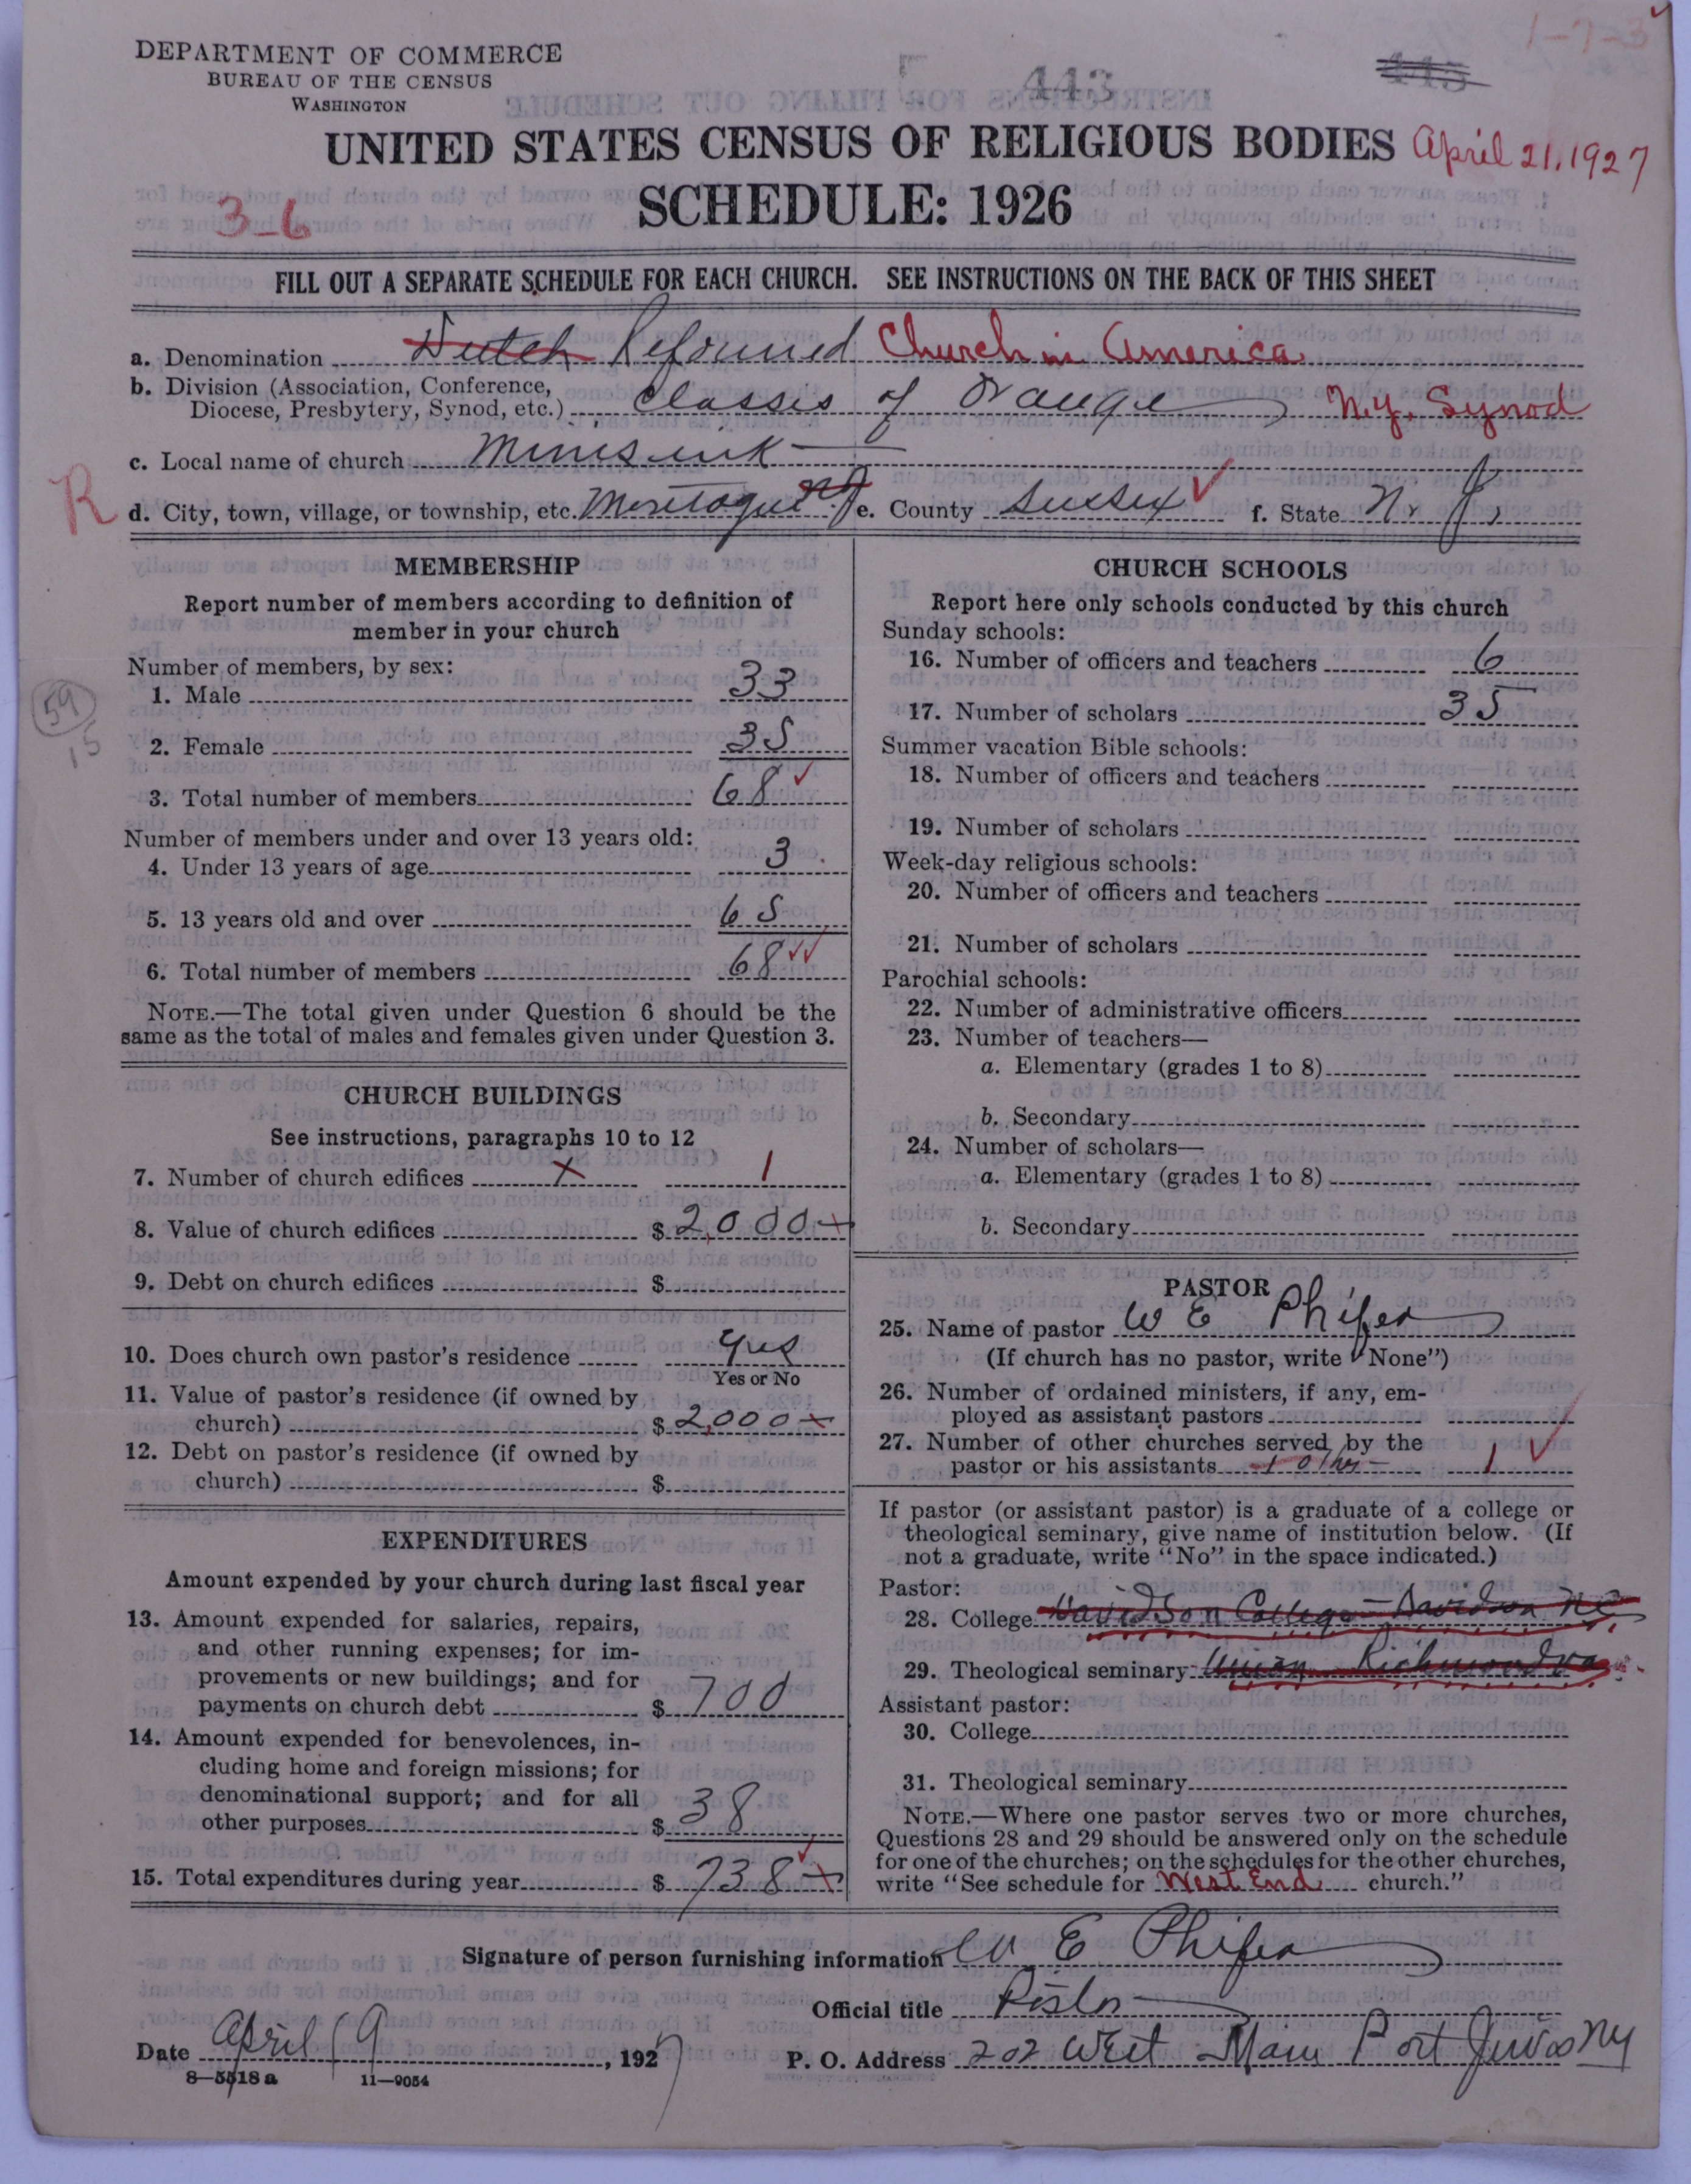 DEPARTMENT OF COMMERCE
BUREAU OF THE CENSUS
WASHINGTON
443
1-7-3
UNITED STATES CENSUS OF RELIGIOUS BODIES April 21, 1927
SCHEDULE: 1926
3-6
FILL OUT A SEPARATE SCHEDULE FOR EACH CHURCH. SEE INSTRUCTIONS ON THE BACK OF THIS SHEET
a. Denomination Dutch Reformed Church in America
b. Division (Association, Conference,
Diocese, Presbytery, Synod, etc.) Classis of Orange N.Y. Synod
c. Local name of church Minisink
R
d. City, town, village, or township, etc. Montague NJ e. County Sussex f. State N. J.
MEMBERSHIP
Report number of members according to definition of
member in your church
Number of members, by sex:
1. Male 33
59
15
2. Female 35
3. Total number of members 68
Number of members under and over 13 years old:
4. Under 13 years of age 3
5. 13 years old and over 65
6. Total number of members 68
NOTE.—The total given under Question 6 should be the
same as the total of males and females given under Question 3.
CHURCH BUILDINGS
See instructions, paragraphs 10 to 12
7. Number of church edifices x 1
8. Value of church edifices $ 2,000
9. Debt on church edifices $
10. Does church own pastor's residence yes
Yes or No
11. Value of pastor's residence (if owned by
church) $ 2,000
12. Debt on pastor's residence (if owned by
church) $
EXPENDITURES
Amount expended by your church during last fiscal year
13. Amount expended for salaries, repairs,
and other running expenses; for im-
provements or new buildings; and for
payments on church debt $ 700
14. Amount expended for benevolences, in-
cluding home and foreign missions; for
denominational support; and for all
other purposes $ 38
15. Total expenditures during year $ 738
CHURCH SCHOOLS
Report here only schools conducted by this church
Sunday schools:
16. Number of officers and teachers 6
17. Number of scholars 35
Summer vacation Bible schools:
18. Number of officers and teachers
19. Number of scholars
Week-day religious schools:
20. Number of officers and teachers
21. Number of scholars
Parochial schools:
22. Number of administrative officers
23. Number of teachers—
a. Elementary (grades 1 to 8)
b. Secondary
24. Number of scholars—
a. Elementary (grades 1 to 8)
b. Secondary
PASTOR
25. Name of pastor W E Phifer
(If church has no pastor, write "None")
26. Number of ordained ministers, if any, em-
ployed as assistant pastors
27. Number of other churches served by the
pastor or his assistants 1 other 1
If pastor (or assistant pastor) is a graduate of a college or
theological seminary, give name of institution below. (If
not a graduate, write "No" in the space indicated.)
Pastor:
28. College Davidson College - Davidson NC
29. Theological seminary Union Richmond Va
Assistant pastor:
30. College
31. Theological seminary
NOTE.—Where one pastor serves two or more churches,
Questions 28 and 29 should be answered only on the schedule
for one of the churches; on the schedules for the other churches,
write "See schedule for West End church."
Signature of person furnishing information W E Phifer
Official title Pastor
Date April 19, 1927 P. O. Address 202 West Main Port Jervis NY
8—5518 a 11—9054